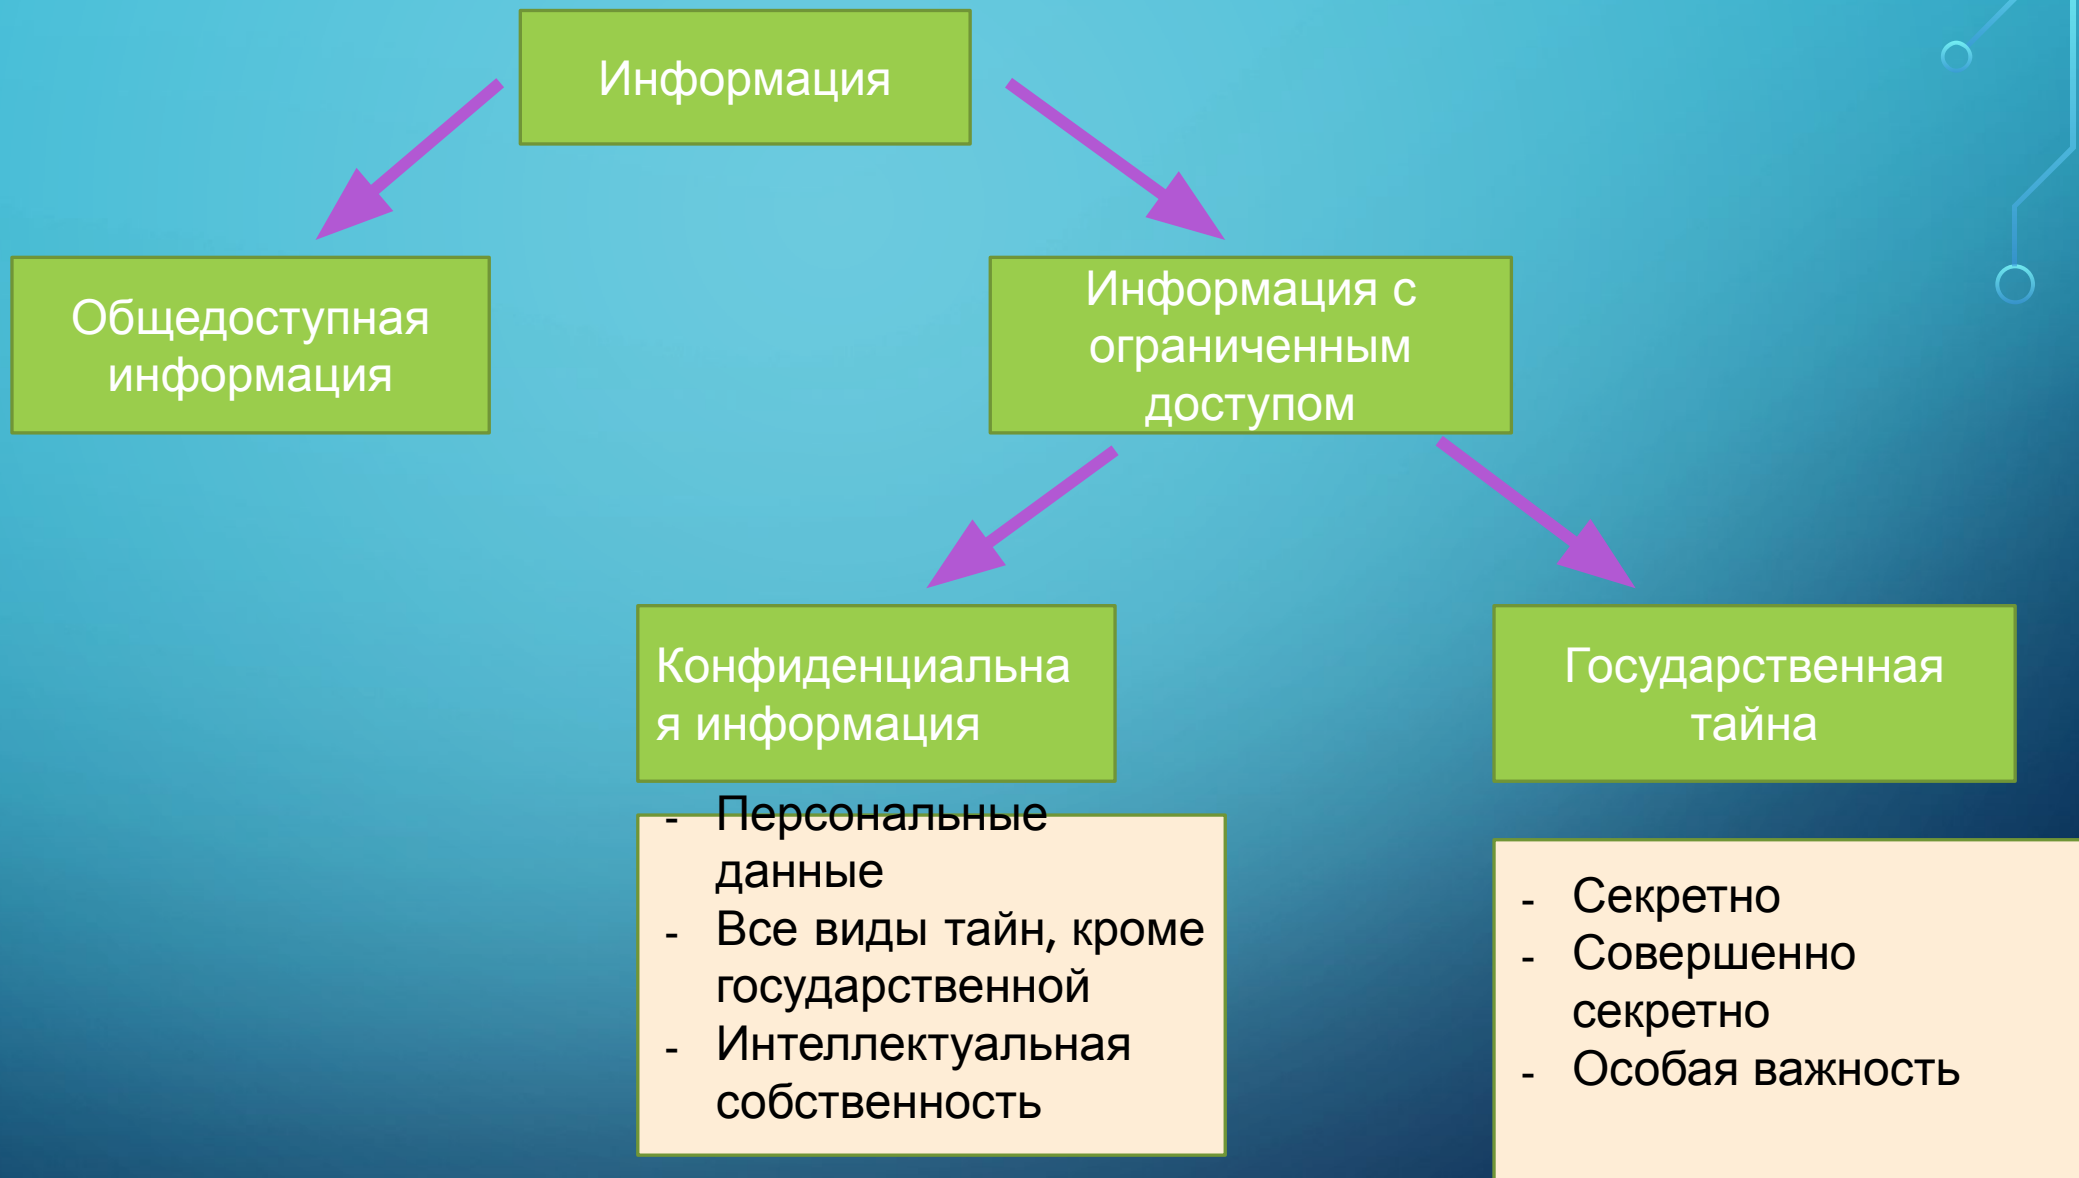 Информация
Общедоступная
информация
Информация с
ограниченным
доступом
Конфиденциальна
я информация
Государственная
тайна
- Персональные
данные
- Все виды тайн, кроме
государственной
- Интеллектуальная
собственность
- Секретно
- Совершенно
секретно
- Особая важность